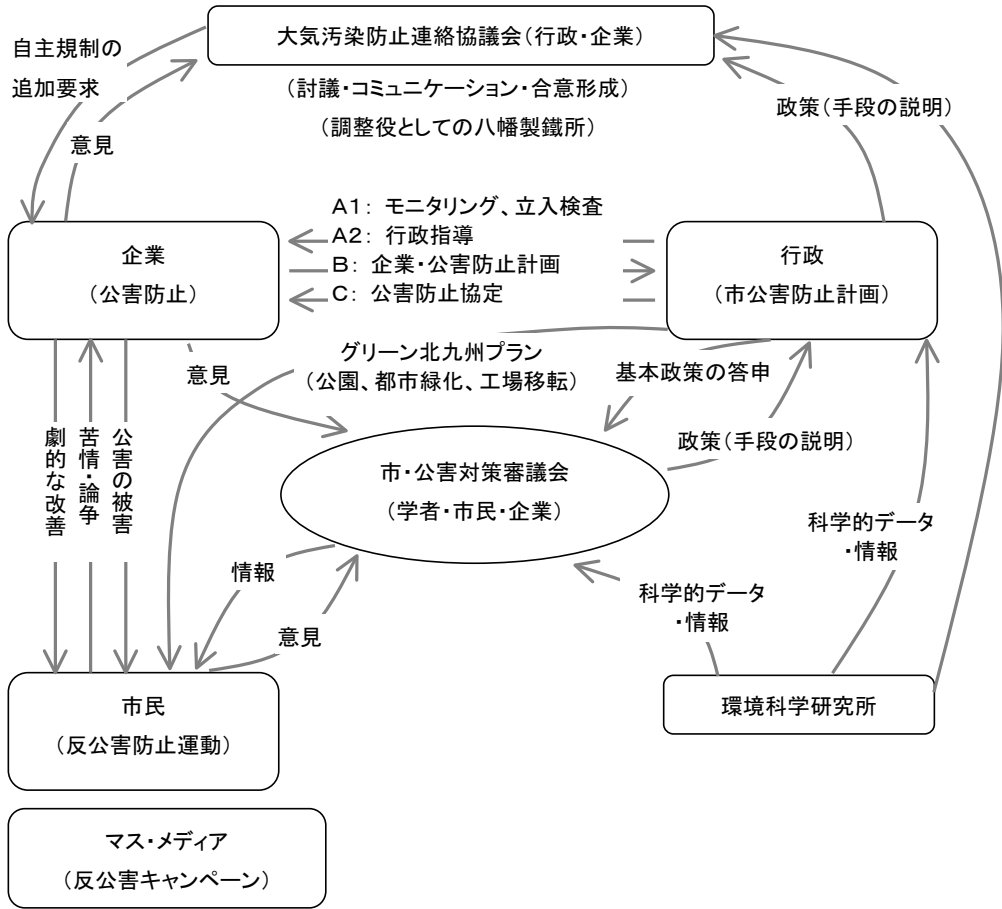 大気汚染防止連絡協議会（行政・企業）
自主規制の
追加要求
（討議・コミュニケーション・合意形成）
（調整役としての八幡製鐵所）
意見
政策（手段の説明）
A1： モニタリング、立入検査
A2： 行政指導
B： 企業・公害防止計画
C： 公害防止協定
企業
（公害防止）
行政
（市公害防止計画）
グリーン北九州プラン
（公園、都市緑化、工場移転）
意見
基本政策の答申
政策（手段の説明）
劇的な改善
苦情・論争
公害の被害
市・公害対策審議会
（学者・市民・企業）
科学的データ
・情報
情報
意見
科学的データ
・情報
市民
（反公害防止運動）
環境科学研究所
マス・メディア
（反公害キャンペーン）